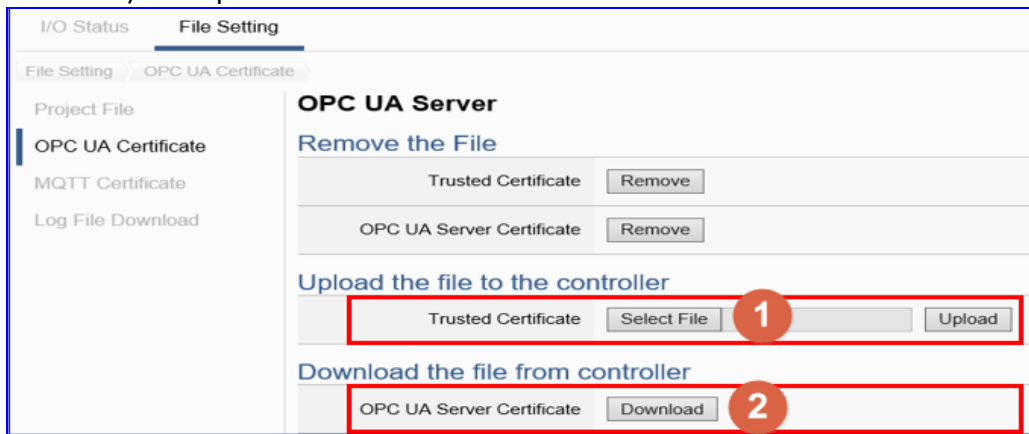 I/O Status File Setting
File Setting OPC UA Certificate
Project File
OPC UA Certificate
MQTT Certificate
Log File Download
OPC UA Server
Remove the File
Trusted Certificate Remove
OPC UA Server Certificate Remove
Upload the file to the controller
Trusted Certificate Select File 1 Upload
Download the file from controller
OPC UA Server Certificate Download 2